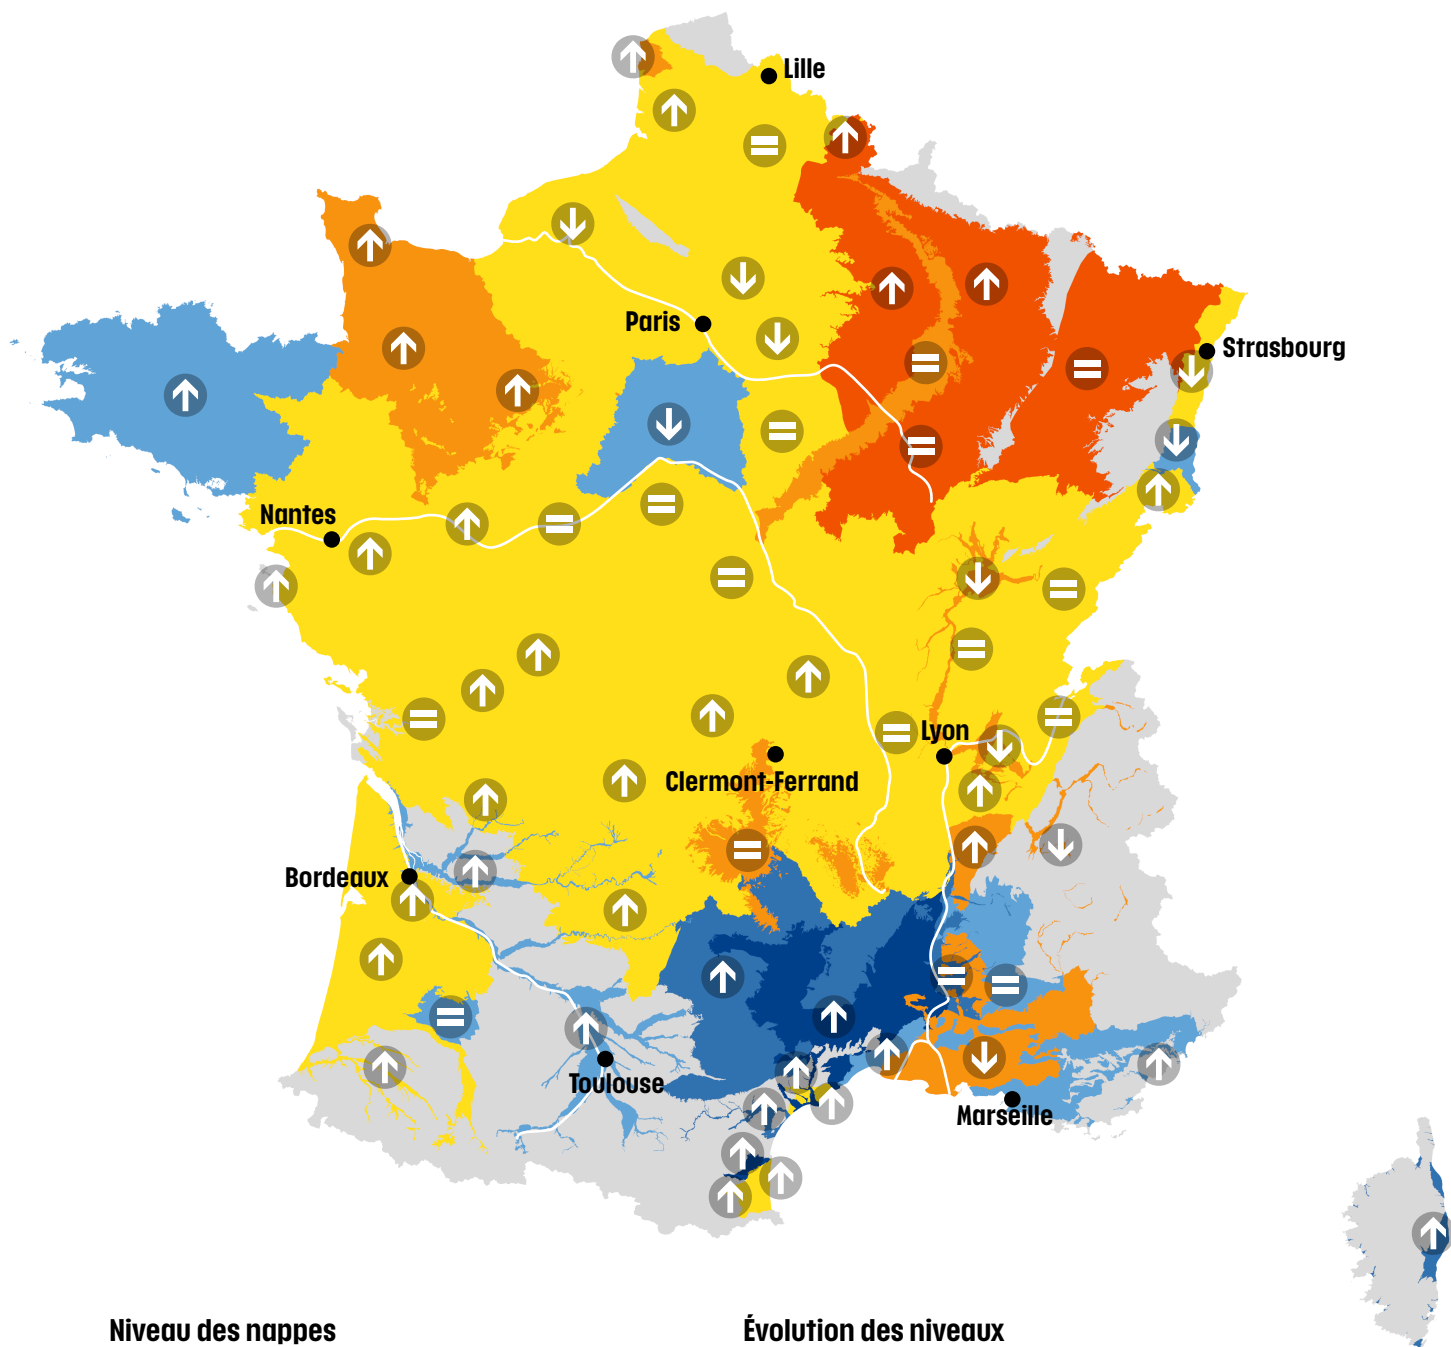 Lille
Paris
Strasbourg
Nantes
Lyon
Clermont-Ferrand
Bordeaux
Toulouse
Marseille
Niveau des nappes
Évolution des niveaux